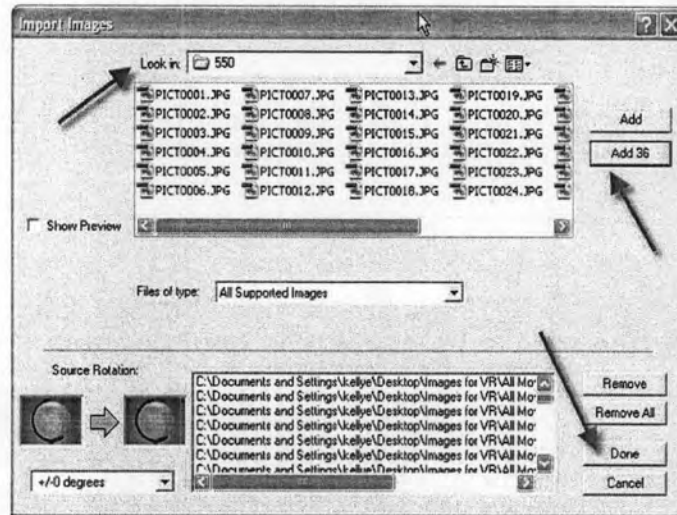 Import Images
Look in: 550
PICT0001.JPG PICT0007.JPG PICT0013.JPG PICT0019.JPG
PICT0002.JPG PICT0008.JPG PICT0014.JPG PICT0020.JPG
PICT0003.JPG PICT0009.JPG PICT0015.JPG PICT0021.JPG
PICT0004.JPG PICT0010.JPG PICT0016.JPG PICT0022.JPG
PICT0005.JPG PICT0011.JPG PICT0017.JPG PICT0023.JPG
PICT0006.JPG PICT0012.JPG PICT0018.JPG PICT0024.JPG
Add
Add 36
Show Preview
Files of type: All Supported Images
Source Rotation:
+/-0 degrees
C:\Documents and Settings\kellye\Desktop\Images for VR\All Mo
C:\Documents and Settings\kellye\Desktop\Images for VR\All Mo
C:\Documents and Settings\kellye\Desktop\Images for VR\All Mo
C:\Documents and Settings\kellye\Desktop\Images for VR\All Mo
C:\Documents and Settings\kellye\Desktop\Images for VR\All Mo
C:\Documents and Settings\kellye\Desktop\Images for VR\All Mo
Remove
Remove All
Done
Cancel